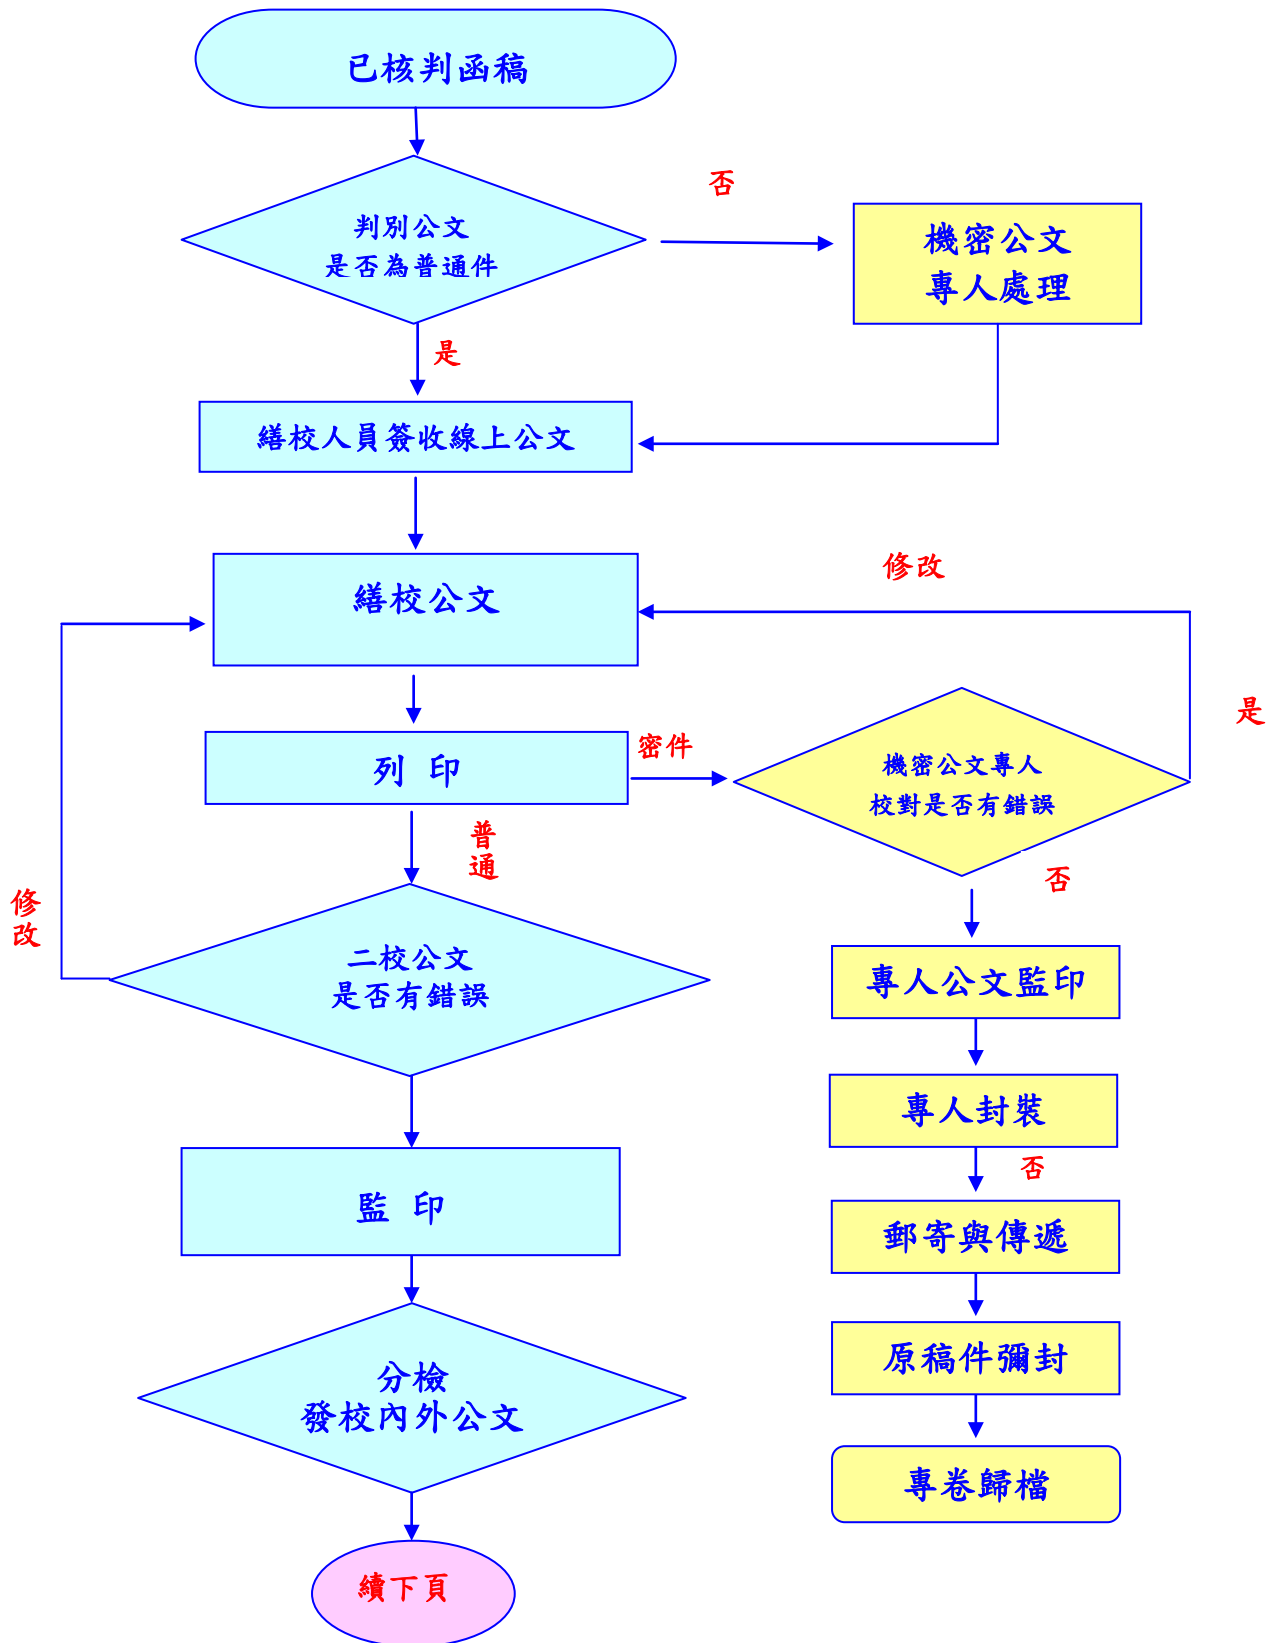 已核判函稿
否
判別公文
是否為普通件
機密公文
專人處理
是
繕校人員簽收線上公文
修改
繕校公文
是
密件
列 印
機密公文專人
校對是否有錯誤
普
通
否
修
改
二校公文
是否有錯誤
專人公文監印
專人封裝
否
監 印
郵寄與傳遞
原稿件彌封
分檢
發校內外公文
專卷歸檔
續下頁